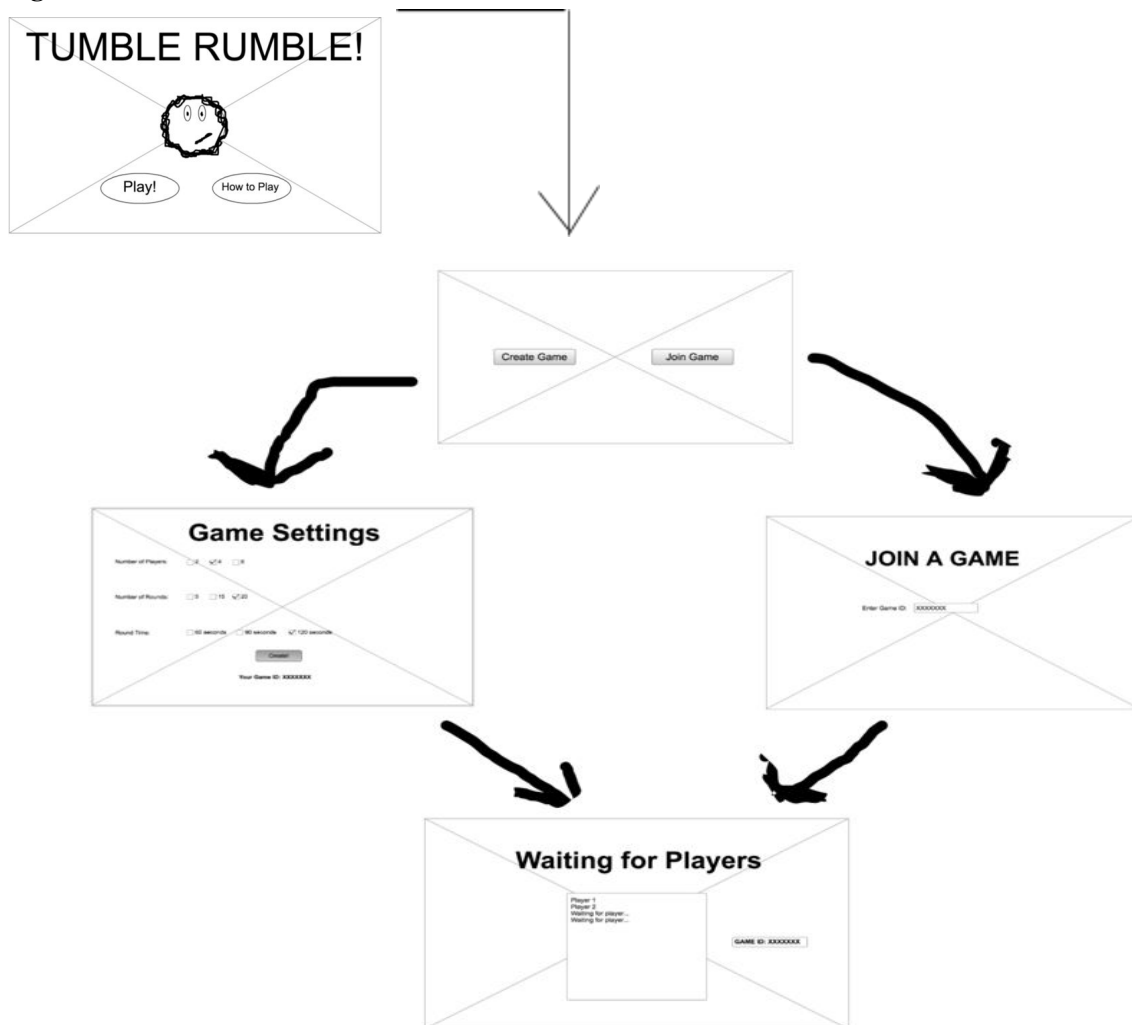 TUMBLE RUMBLE!
Play!
How to Play
Create Game
Join Game
Game Settings
Number of Players: 2 4
Number of Rounds: 5 15 20
Round Time: 60 seconds 90 seconds 120 seconds
Create!
Your Game ID: XXXXXXX
JOIN A GAME
Enter Game ID: XXXXXXX
Waiting for Players
Player 1
Player 2
Waiting for player...
Waiting for player...
GAME ID: XXXXXXX